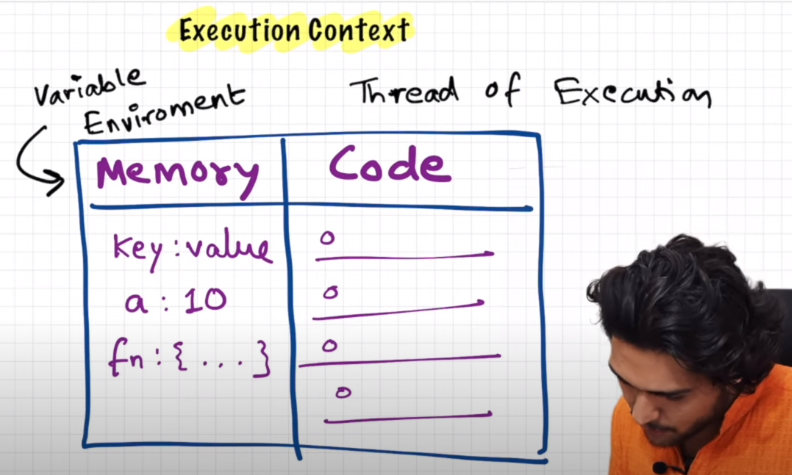 Execution Context
Variable
Enviroment
Thread of Execution
Memory
Code
key : value
a : 10
fn : { . . . }